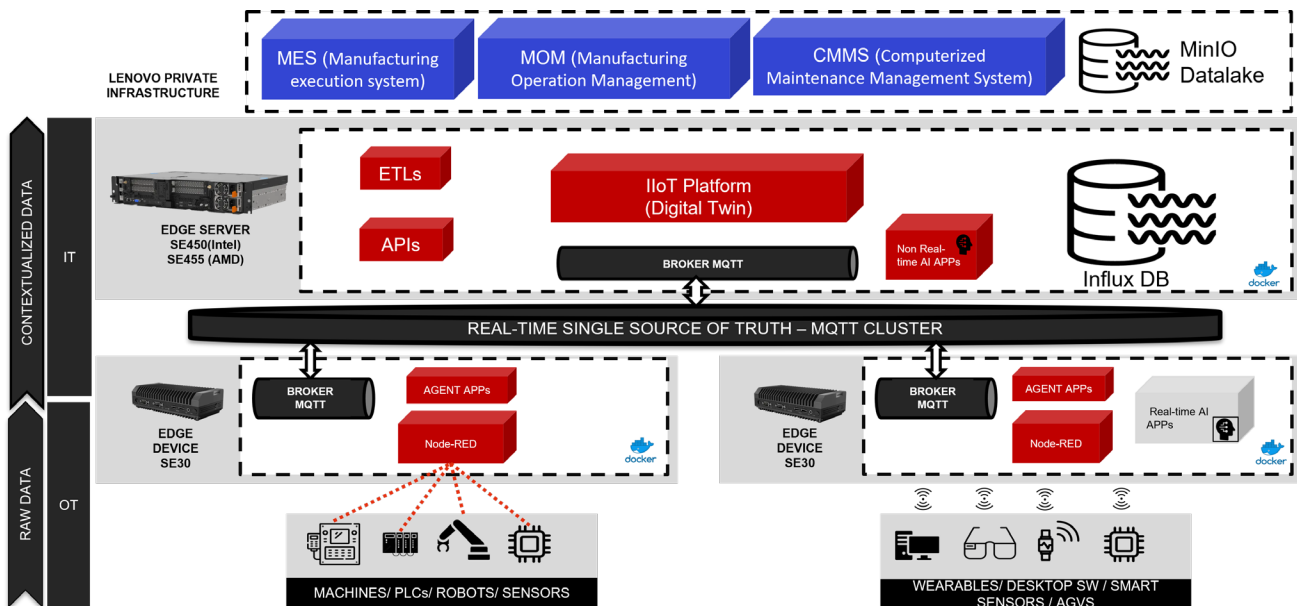 MES (Manufacturing
execution system)
MOM (Manufacturing
Operation Management)
CMMS (Computerized
Maintenance Management System)
MinIO
Datalake
LENOVO PRIVATE
INFRASTRUCTURE
CONTEXTUALIZED DATA
IT
EDGE SERVER
SE450(Intel)
SE455 (AMD)
ETLs
APIs
IIoT Platform
(Digital Twin)
BROKER MQTT
Non Real-
time AI APPs
Influx DB
docker
REAL-TIME SINGLE SOURCE OF TRUTH – MQTT CLUSTER
RAW DATA
OT
EDGE
DEVICE
SE30
BROKER
MQTT
AGENT APPs
Node-RED
docker
EDGE
DEVICE
SE30
BROKER
MQTT
AGENT APPs
Node-RED
Real-time AI
APPs
docker
MACHINES/ PLCs/ ROBOTS/ SENSORS
WEARABLES/ DESKTOP SW / SMART
SENSORS / AGVS